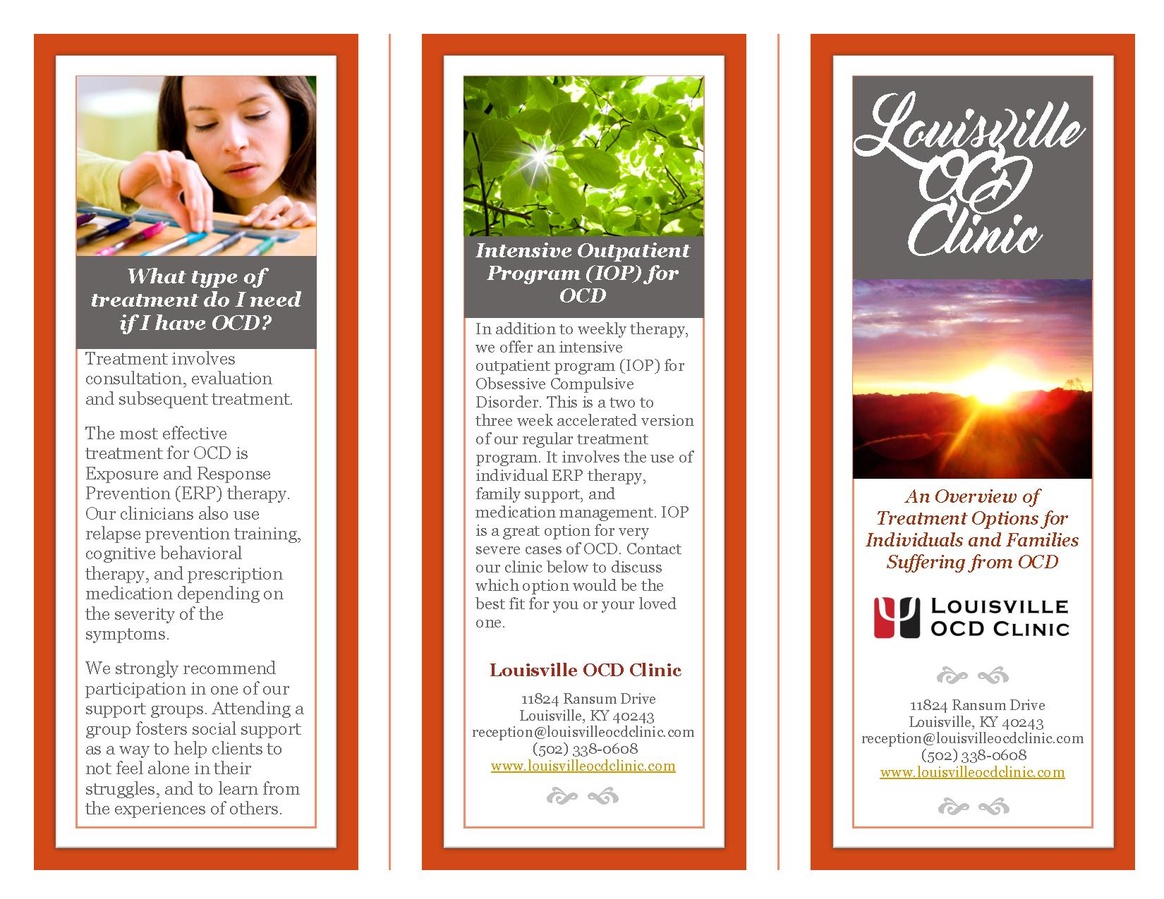 What type of
treatment do I need
if I have OCD?
Treatment involves
consultation, evaluation
and subsequent treatment.
The most effective
treatment for OCD is
Exposure and Response
Prevention (ERP) therapy.
Our clinicians also use
relapse prevention training,
cognitive behavioral
therapy, and prescription
medication depending on
the severity of the
symptoms.
We strongly recommend
participation in one of our
support groups. Attending a
group fosters social support
as a way to help clients to
not feel alone in their
struggles, and to learn from
the experiences of others.
Intensive Outpatient
Program (IOP) for
OCD
In addition to weekly therapy,
we offer an intensive
outpatient program (IOP) for
Obsessive Compulsive
Disorder. This is a two to
three week accelerated version
of our regular treatment
program. It involves the use of
individual ERP therapy,
family support, and
medication management. IOP
is a great option for very
severe cases of OCD. Contact
our clinic below to discuss
which option would be the
best fit for you or your loved
one.
Louisville OCD Clinic
11824 Ransum Drive
Louisville, KY 40243
reception@louisvilleocdclinic.com
(502) 338-0608
www.louisvilleocdclinic.com
Louisville
OCD
Clinic
An Overview of
Treatment Options for
Individuals and Families
Suffering from OCD
Louisville
OCD Clinic
11824 Ransum Drive
Louisville, KY 40243
reception@louisvilleocdclinic.com
(502) 338-0608
www.louisvilleocdclinic.com